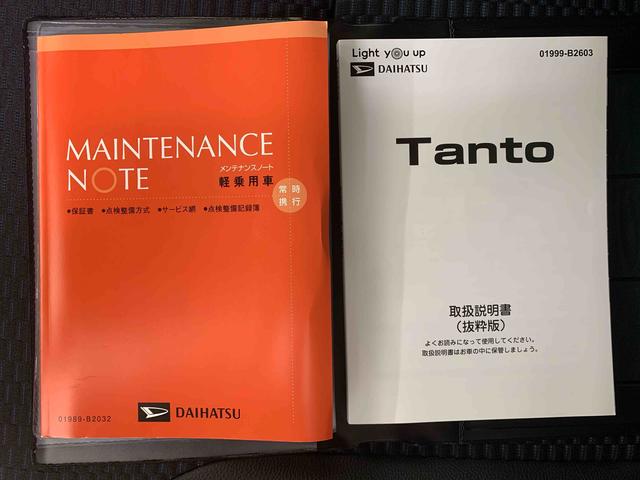 MAINTENANCE
NOTE
メンテナンスノート
軽乗用車
常時
携行
●保証書 ●点検整備方式 ●サービス網 ●点検整備記録簿
01989-B2032
DAIHATSU
Light you up
01999-B2603
DAIHATSU
Tanto
取扱説明書
(抜粋版)
よくお読みになって使用してください。
取扱説明書はお車の中に保管しましょう。